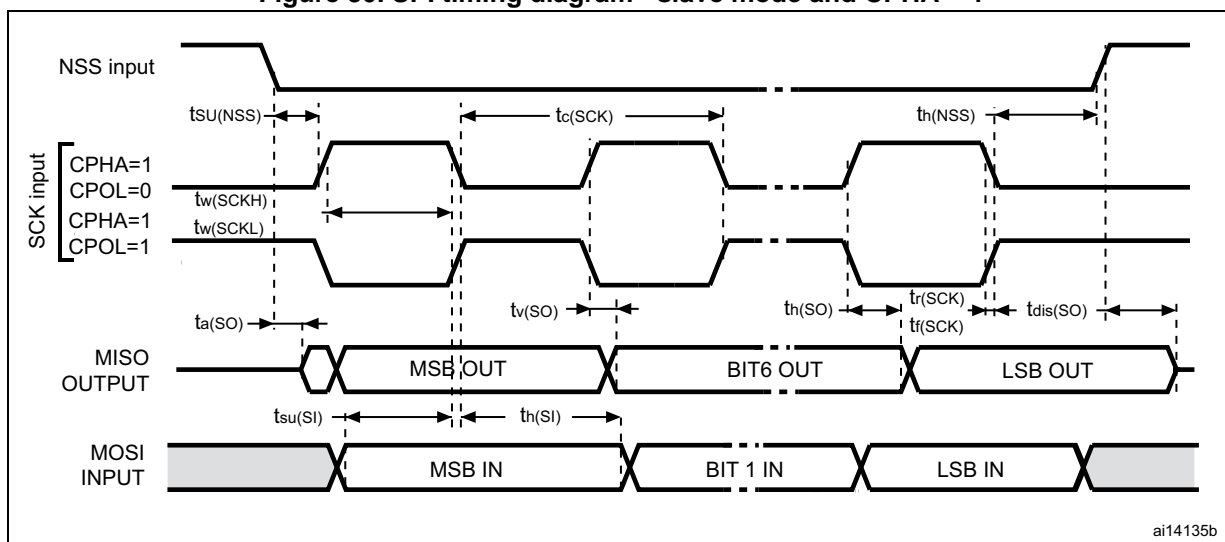 NSS input
tSU(NSS)
tc(SCK)
th(NSS)
SCK input
CPHA=1
CPOL=0
tw(SCKH)
CPHA=1
tw(SCKL)
CPOL=1
ta(SO)
tv(SO)
th(SO)
tr(SCK)
tf(SCK)
tdis(SO)
MISO
OUTPUT
MSB OUT
BIT6 OUT
LSB OUT
tsu(SI)
th(SI)
MOSI
INPUT
MSB IN
BIT 1 IN
LSB IN
ai14135b